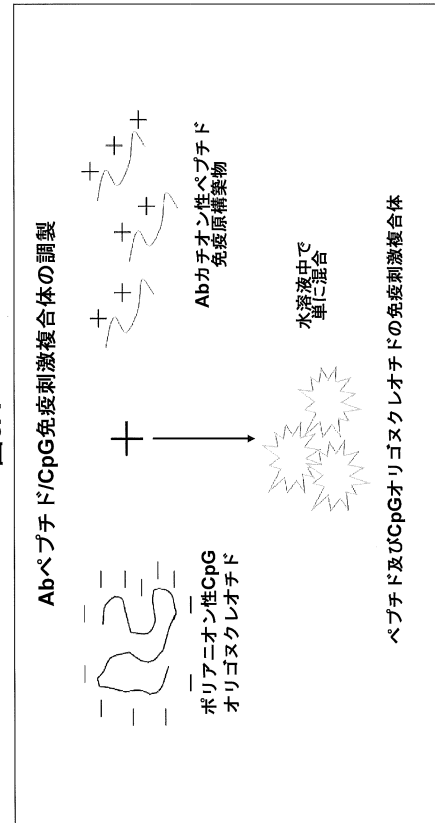 Abペプチド/CpG免疫刺激複合体の調製
ポリアニオン性CpG
オリゴヌクレオチド
+
Abカチオン性ペプチド
免疫原構築物
水溶液中で
単に混合
ペプチド及びCpGオリゴヌクレオチドの免疫刺激複合体